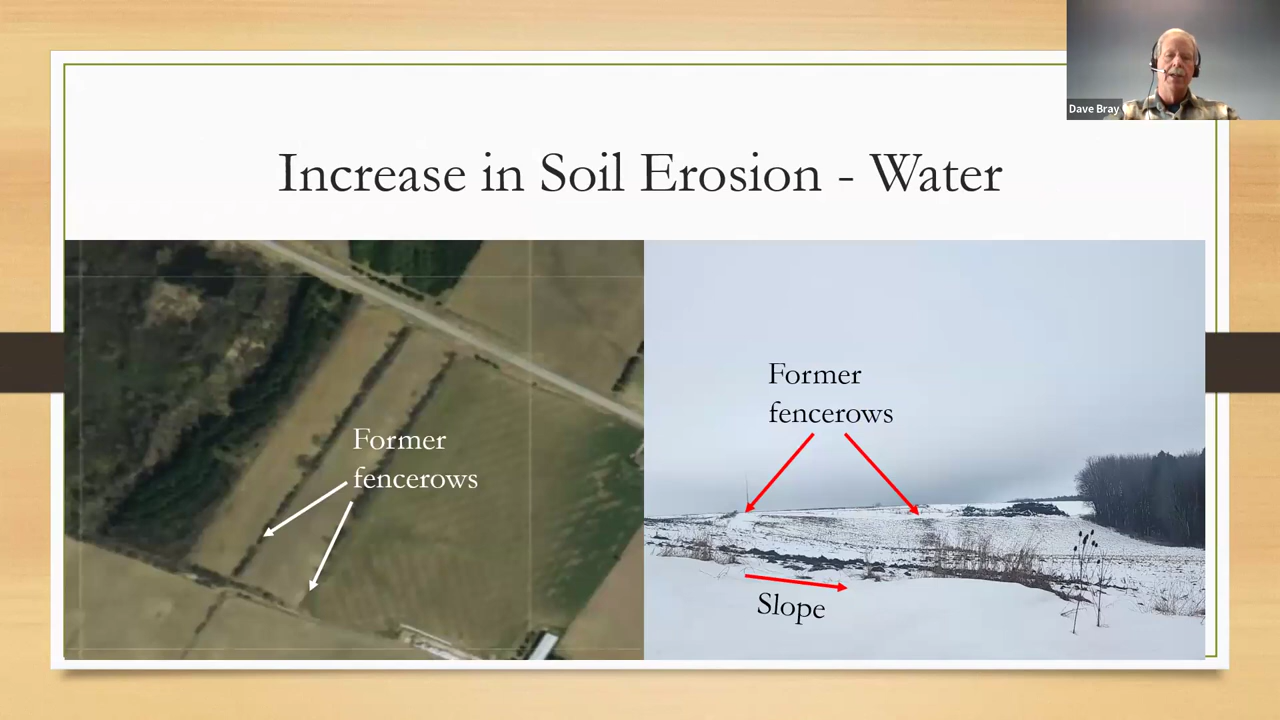 Dave Bray
Increase in Soil Erosion - Water
Former
fencerows
Former
fencerows
Slope